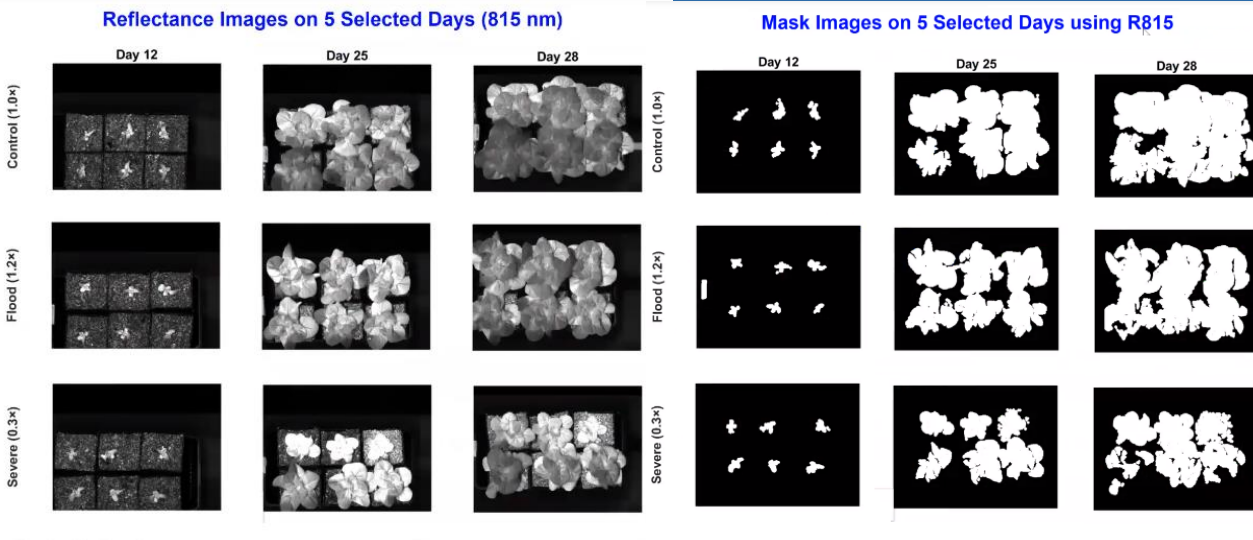 Reflectance Images on 5 Selected Days (815 nm)
Day 12
Day 25
Day 28
Control (1.0×)
Flood (1.2×)
Severe (0.3×)
Mask Images on 5 Selected Days using R815
Day 12
Day 25
Day 28
Control (1.0×)
Flood (1.2×)
Severe (0.3×)